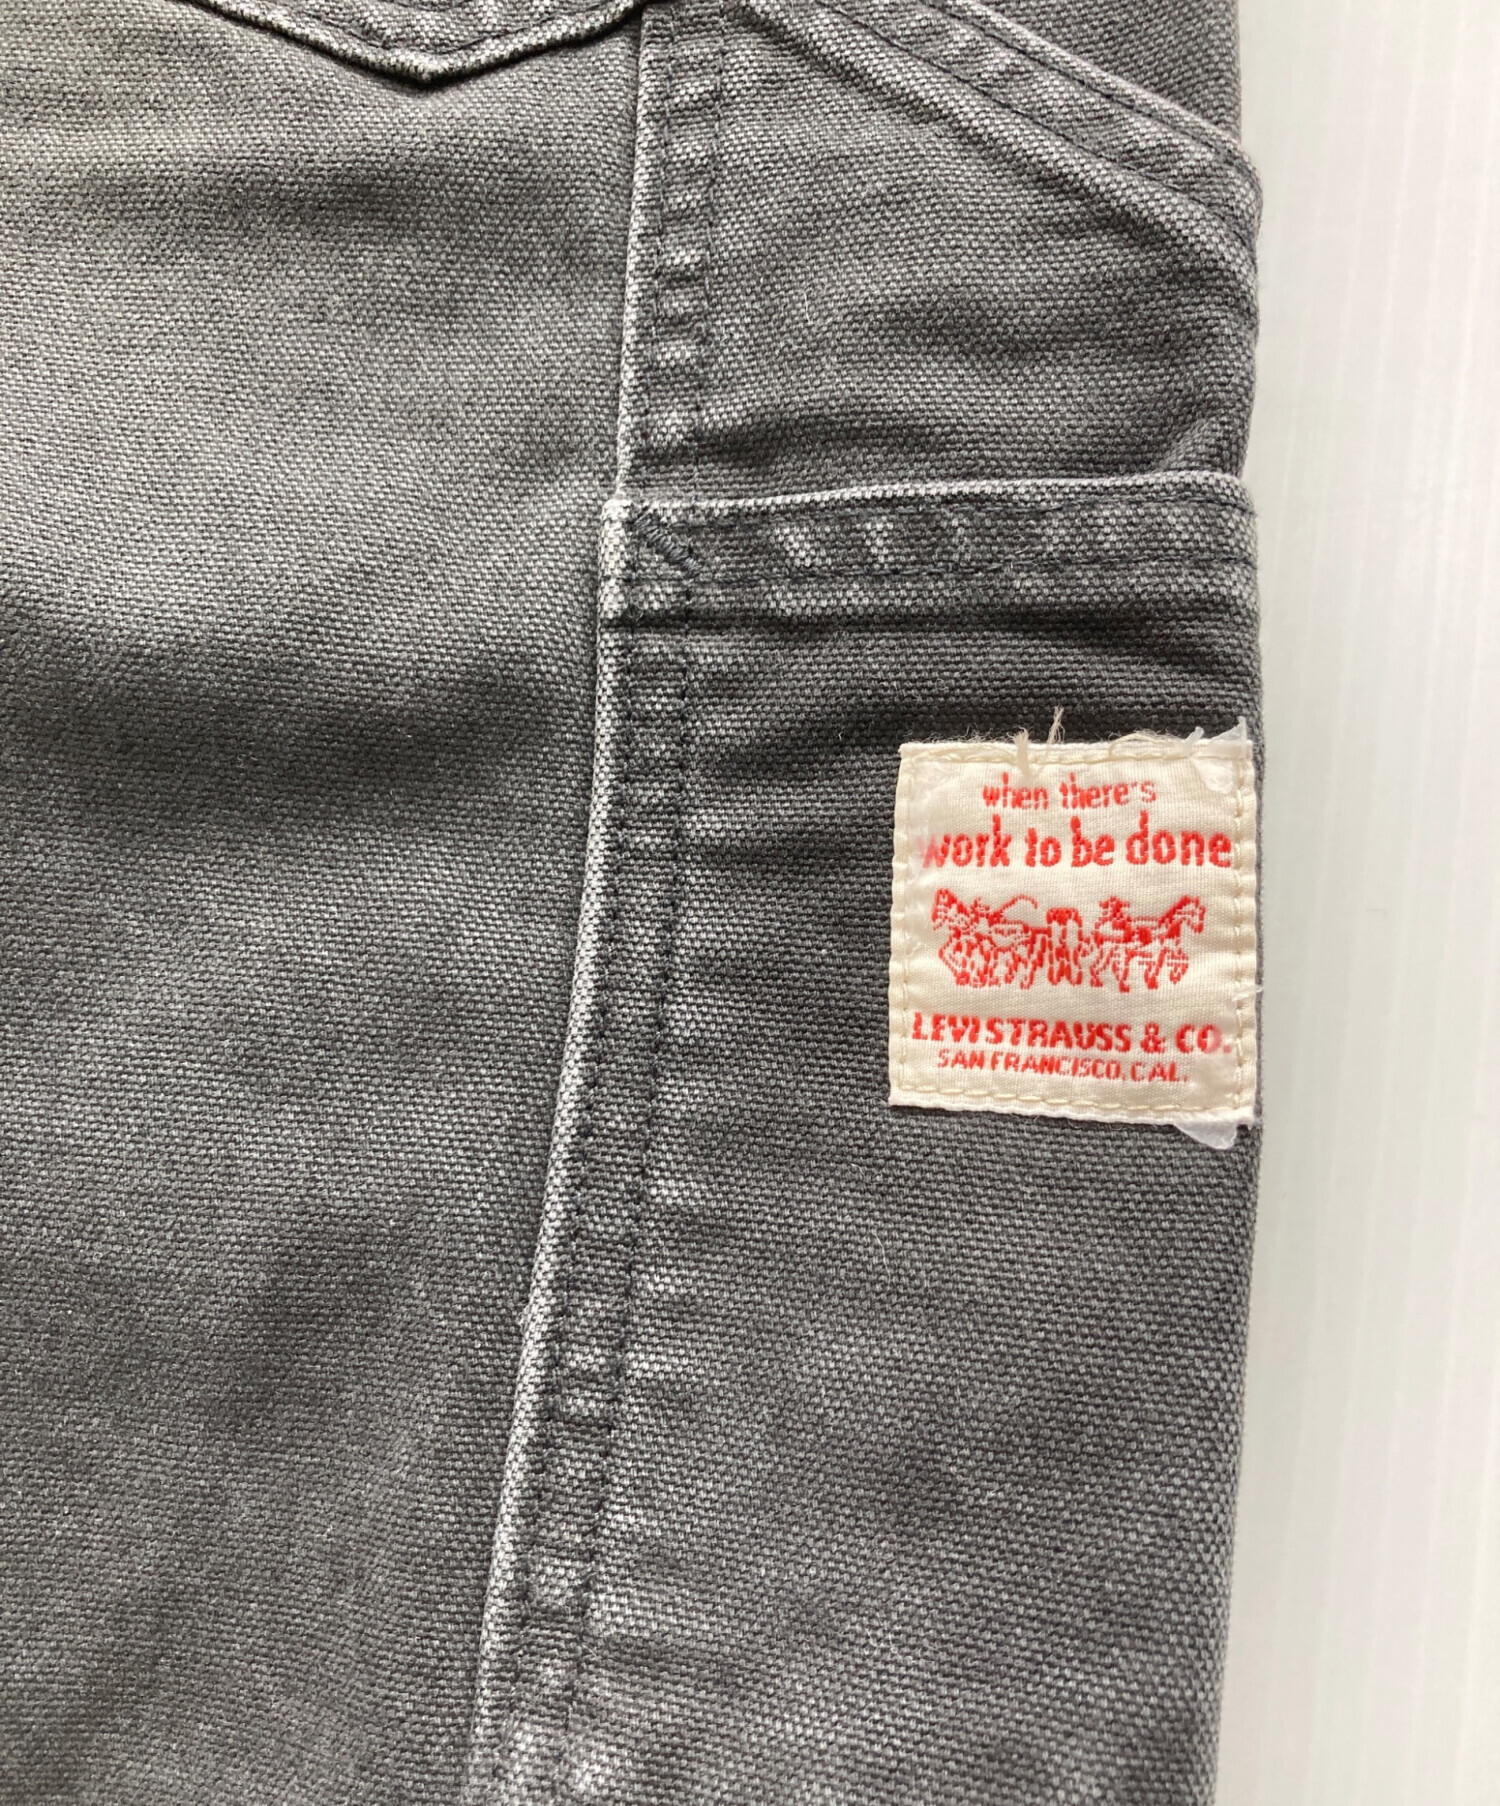 when there's
work to be done
LEVI STRAUSS & CO.
SAN FRANCISCO, CAL.